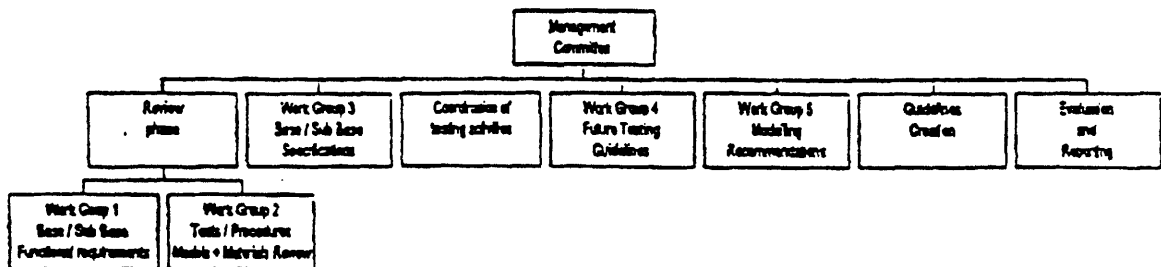 Management
Committee
Review
phase
Work Group 3
Base / Sub Base
Specifications
Coordination of
testing activities
Work Group 4
Future Testing
Guidelines
Work Group 5
Modelling
Recommendations
Guidelines
Creation
Evaluation
and
Reporting
Work Group 1
Base / Sub Base
Functional requirements
Work Group 2
Tests / Procedures
Models + Materials Review